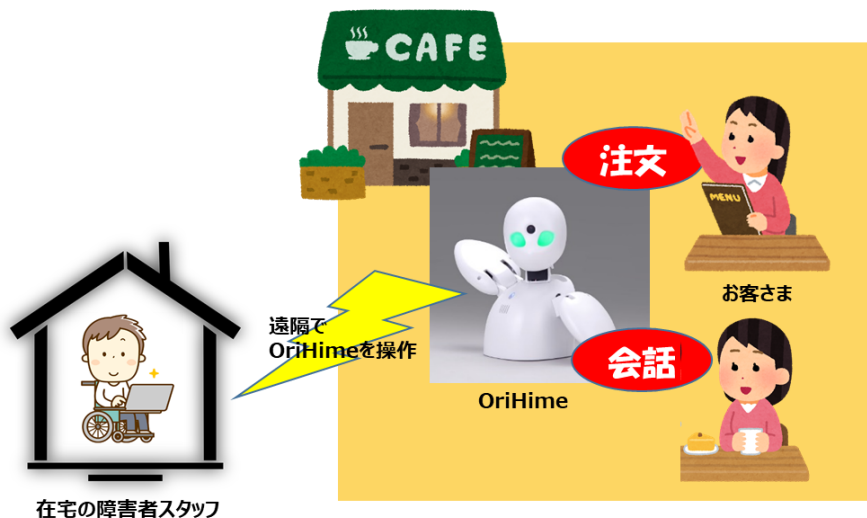 CAFE
注文
MENU
お客さま
遠隔で
OriHimeを操作
会話
OriHime
在宅の障害者スタッフ